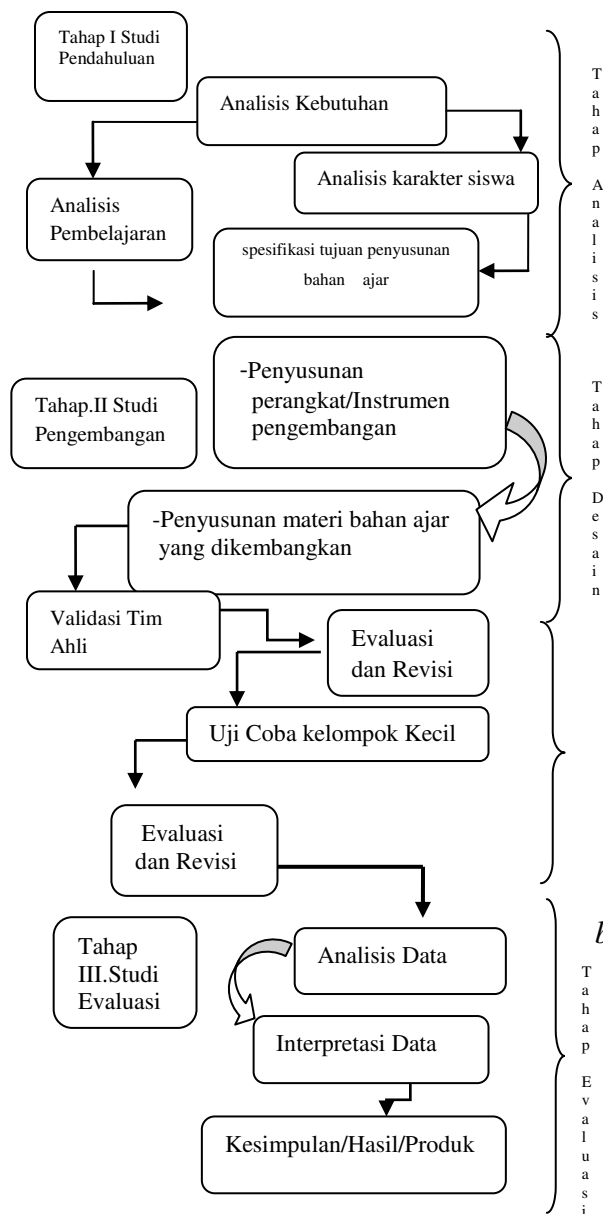 Tahap I Studi
Pendahuluan
Analisis Kebutuhan
Analisis karakter siswa
Analisis
Pembelajaran
spesifikasi tujuan penyusunan
bahan ajar
Tahap Analisis
-Penyusunan
perangkat/Instrumen
pengembangan
Tahap.II Studi
Pengembangan
-Penyusunan materi bahan ajar
yang dikembangkan
Tahap Desain
Validasi Tim
Ahli
Evaluasi
dan Revisi
Uji Coba kelompok Kecil
Evaluasi
dan Revisi
Tahap
III.Studi
Evaluasi
Analisis Data
b
Interpretasi Data
Kesimpulan/Hasil/Produk
Tahap Evaluasi